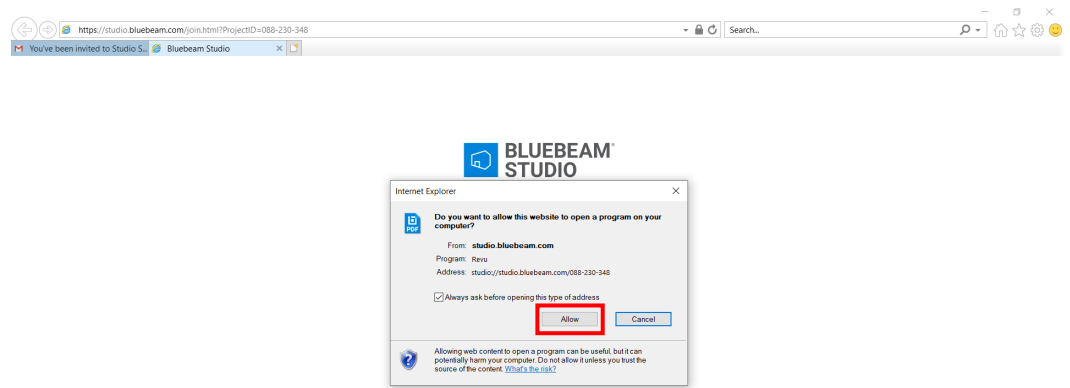 https://studio.bluebeam.com/join.html?ProjectID=088-230-348
Search...
You've been invited to Studio S...
Bluebeam Studio
BLUEBEAM®
STUDIO
Internet Explorer
Do you want to allow this website to open a program on your
computer?
From: studio.bluebeam.com
Program: Revu
Address: studio://studio.bluebeam.com/088-230-348
Always ask before opening this type of address
Allow
Cancel
Allowing web content to open a program can be useful, but it can
potentially harm your computer. Do not allow it unless you trust the
source of the content. What's the risk?
PDF